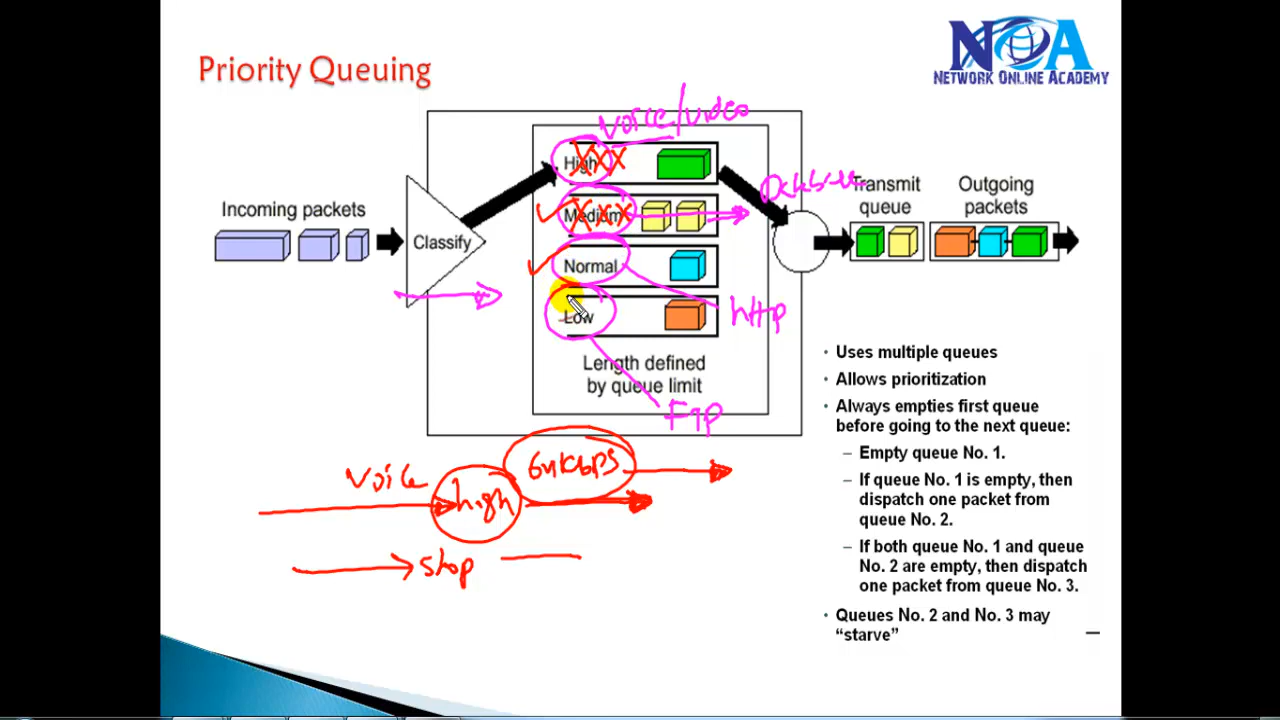 Priority Queuing
NOA
NETWORK ONLINE ACADEMY
voice/video
Incoming packets
Classify
High
XXX
Medium
XXX
Normal
Low
Length defined
by queue limit
http
FTP
Transmit
queue
Outgoing
packets
voice
high
64KBPS
stop
• Uses multiple queues
• Allows prioritization
• Always empties first queue
before going to the next queue:
– Empty queue No. 1.
– If queue No. 1 is empty, then
dispatch one packet from
queue No. 2.
– If both queue No. 1 and queue
No. 2 are empty, then dispatch
one packet from queue No. 3.
• Queues No. 2 and No. 3 may
“starve”